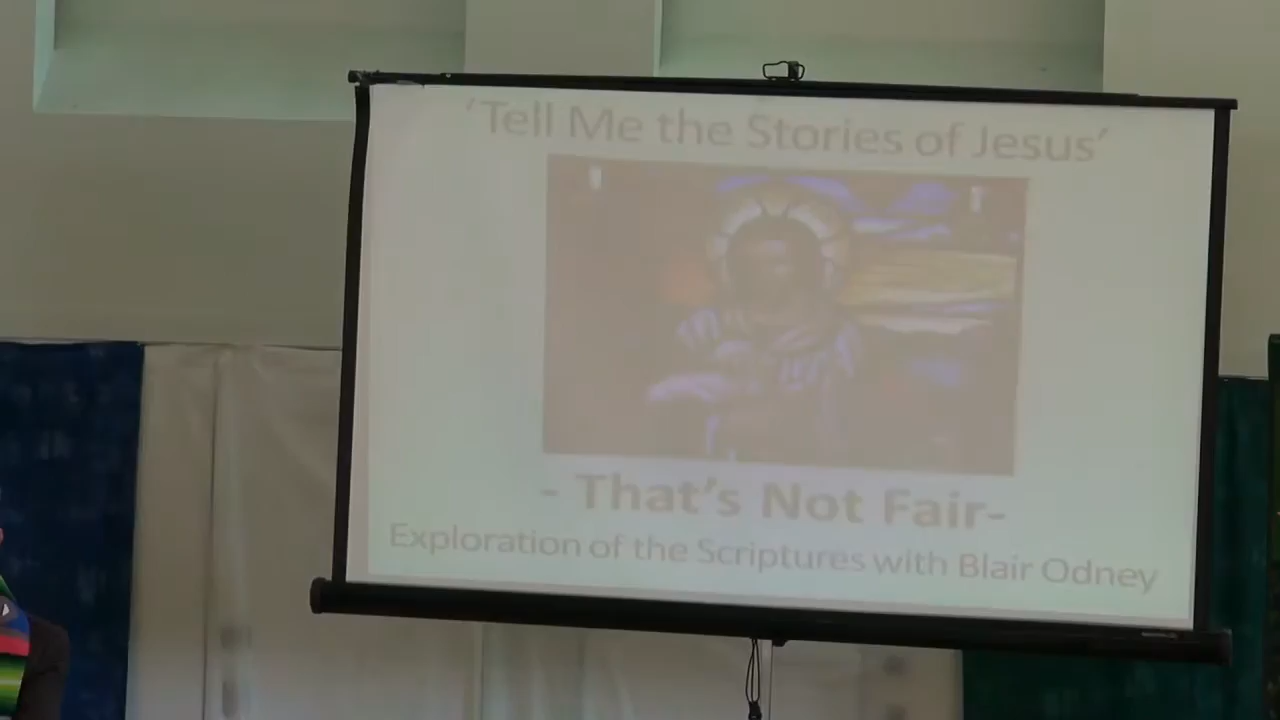 ‘Tell Me the Stories of Jesus’
- That’s Not Fair-
Exploration of the Scriptures with Blair Odney